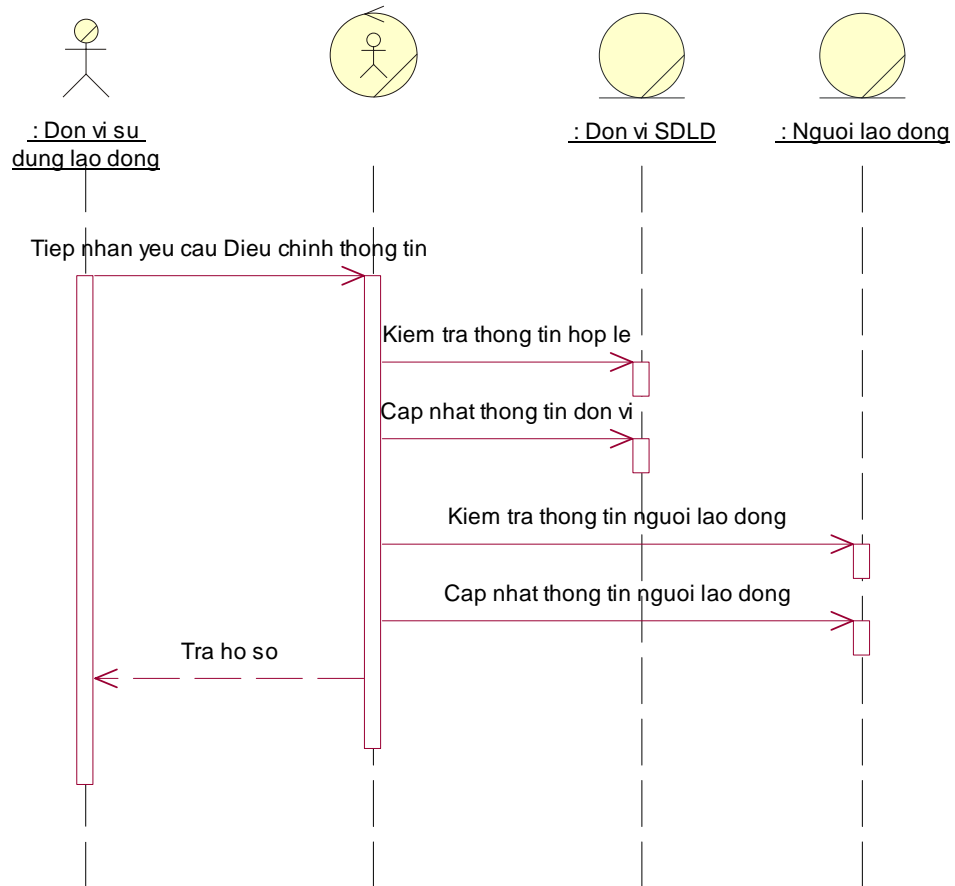 : Don vi su
dung lao dong
: Don vi SDLD
: Nguoi lao dong
Tiep nhan yeu cau Dieu chinh thong tin
Kiem tra thong tin hop le
Cap nhat thong tin don vi
Kiem tra thong tin nguoi lao dong
Cap nhat thong tin nguoi lao dong
Tra ho so